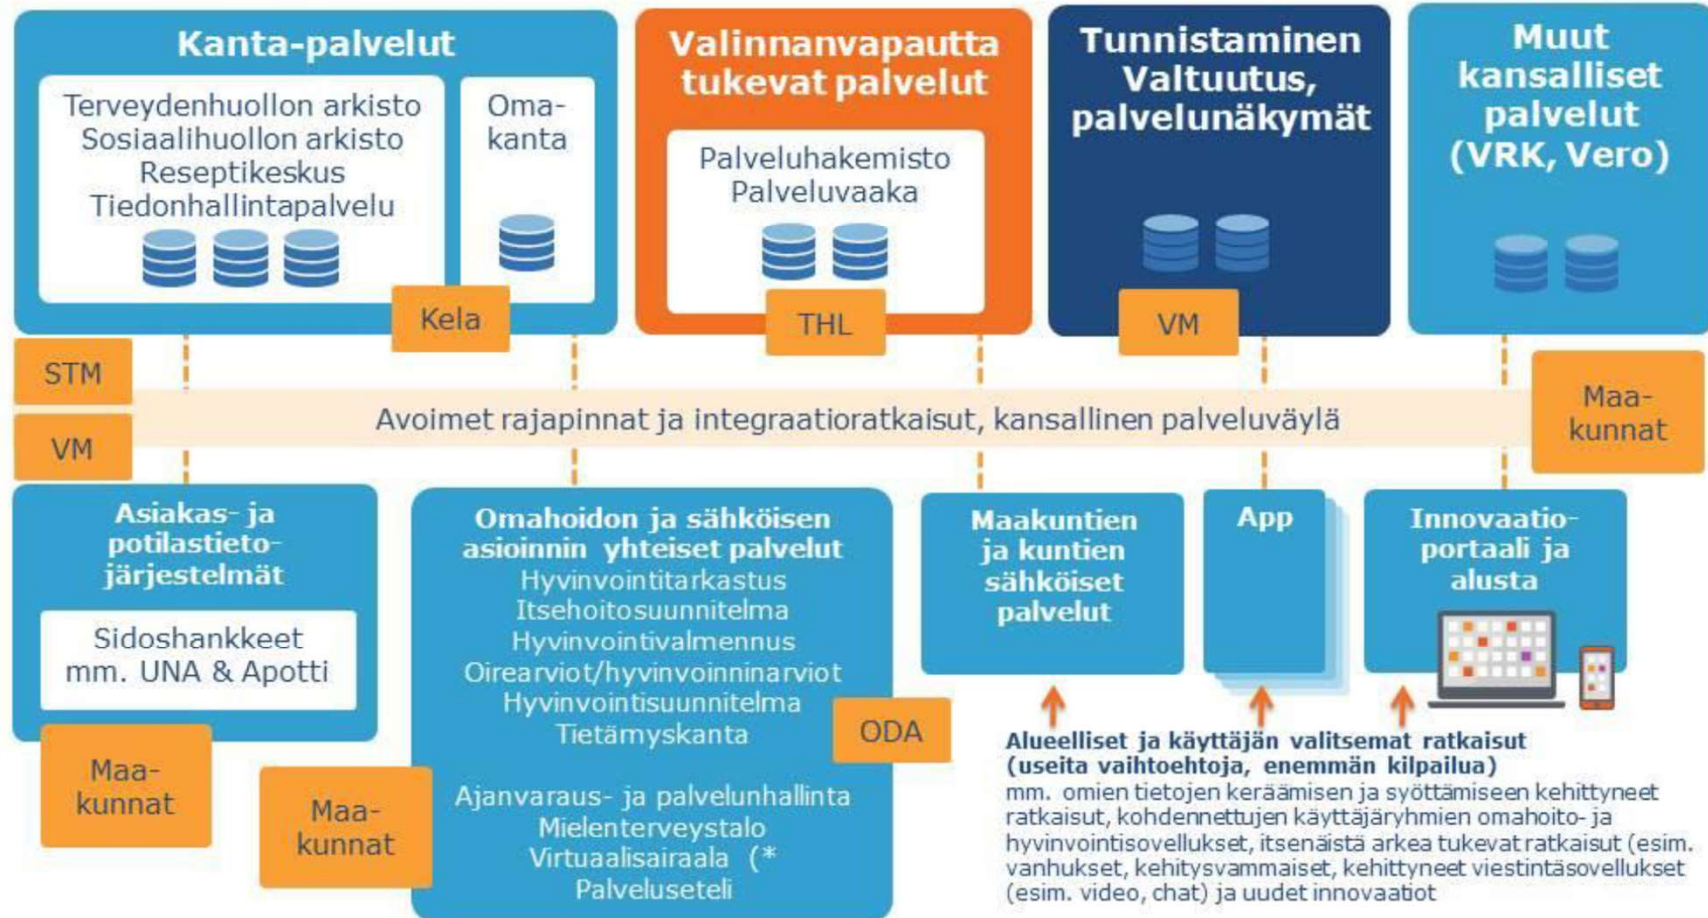 Kanta-palvelut
Terveydenhuollon arkisto
Sosiaalihuollon arkisto
Reseptikeskus
Tiedonhallintapalvelu
Oma-
kanta
Kela
Valinnanvapautta
tukevat palvelut
Palveluhakemisto
Palveluvaaka
THL
Tunnistaminen
Valtuutus,
palvelunäkymät
VM
Muut
kansalliset
palvelut
(VRK, Vero)
STM
VM
Avoimet rajapinnat ja integraatioratkaisut, kansallinen palveluväylä
Maa-
kunnat
Asiakas- ja
potilastieto-
järjestelmät
Sidoshankkeet
mm. UNA & Apotti
Maa-
kunnat
Omahoidon ja sähköisen
asioinnin yhteiset palvelut
Hyvinvointitarkastus
Itsehoitosuunnitelma
Hyvinvointivalmennus
Oirearviot/hyvinvoinninarviot
Hyvinvointisuunnitelma
Tietämyskanta
ODA
Ajanvaraus- ja palvelunhallinta
Mielenterveystalo
Virtuaalisairaala (*
Palveluseteli
Maa-
kunnat
Maakuntien
ja kuntien
sähköiset
palvelut
App
Innovaatio-
portaali ja
alusta
Alueelliset ja käyttäjän valitsemat ratkaisut
(useita vaihtoehtoja, enemmän kilpailua)
mm. omien tietojen keräämisen ja syöttämiseen kehittyneet
ratkaisut, kohdennettujen käyttäjäryhmien omahoito- ja
hyvinvointisovellukset, itsenäistä arkea tukevat ratkaisut (esim.
vanhukset, kehitysvammaiset, kehittyneet viestintäsovellukset
(esim. video, chat) ja uudet innovaatiot